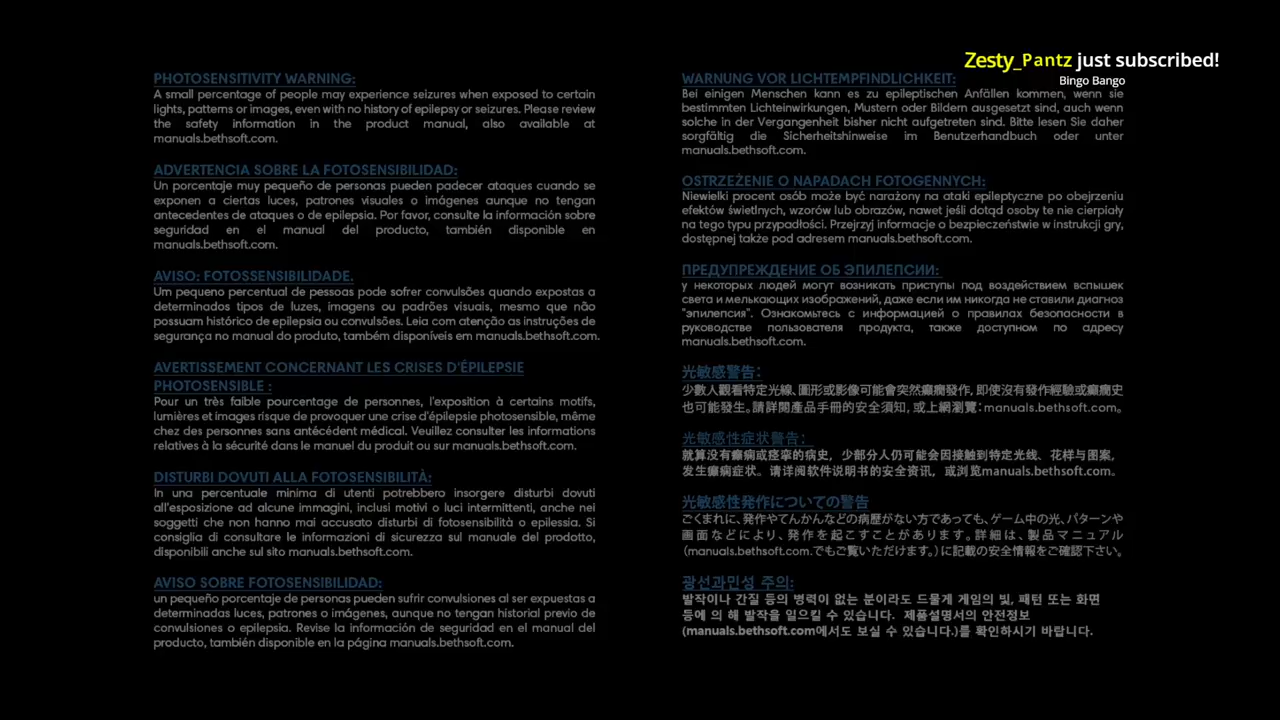 PHOTOSENSITIVITY WARNING:
A small percentage of people may experience seizures when exposed to certain
lights, patterns or images, even with no history of epilepsy or seizures. Please review
the safety information in the product manual, also available at
manuals.bethsoft.com.
ADVERTENCIA SOBRE LA FOTOSENSIBILIDAD:
Un porcentaje muy pequeño de personas pueden padecer ataques cuando se
exponen a ciertas luces, patrones visuales o imágenes aunque no tengan
antecedentes de ataques o de epilepsia. Por favor, consulte la información sobre
seguridad en el manual del producto, también disponible en
manuals.bethsoft.com.
AVISO: FOTOSSENSIBILIDADE.
Um pequeno percentual de pessoas pode sofrer convulsões quando expostas a
determinados tipos de luzes, imagens ou padrões visuais, mesmo que não
possuam histórico de epilepsia ou convulsões. Leia com atenção as instruções de
segurança no manual do produto, também disponíveis em manuals.bethsoft.com.
AVERTISSEMENT CONCERNANT LES CRISES D'ÉPILEPSIE
PHOTOSENSIBLE :
Pour un très faible pourcentage de personnes, l'exposition à certains motifs,
lumières et images risque de provoquer une crise d'épilepsie photosensible, même
chez des personnes sans antécédent médical. Veuillez consulter les informations
relatives à la sécurité dans le manuel du produit ou sur manuals.bethsoft.com.
DISTURBI DOVUTI ALLA FOTOSENSIBILITÀ:
In una percentuale minima di utenti potrebbero insorgere disturbi dovuti
all'esposizione ad alcune immagini, inclusi motivi o luci intermittenti, anche nei
soggetti che non hanno mai accusato disturbi di fotosensibilità o epilessia. Si
consiglia di consultare le informazioni di sicurezza sul manuale del prodotto,
disponibili anche sul sito manuals.bethsoft.com.
AVISO SOBRE FOTOSENSIBILIDAD:
un pequeño porcentaje de personas pueden sufrir convulsiones al ser expuestas a
determinadas luces, patrones o imágenes, aunque no tengan historial previo de
convulsiones o epilepsia. Revise la información de seguridad en el manual del
producto, también disponible en la página manuals.bethsoft.com.
Zesty_Pantz just subscribed!
Bingo Bango
WARNUNG VOR LICHTEMPFINDLICHKEIT:
Bei einigen Menschen kann es zu epileptischen Anfällen kommen, wenn sie
bestimmten Lichteinwirkungen, Mustern oder Bildern ausgesetzt sind, auch wenn
solche in der Vergangenheit bisher nicht aufgetreten sind. Bitte lesen Sie daher
sorgfältig die Sicherheitshinweise im Benutzerhandbuch oder unter
manuals.bethsoft.com.
OSTRZEŻENIE O NAPADACH FOTOGENNYCH:
Niewielki procent osób może być narażony na ataki epileptyczne po obejrzeniu
efektów świetlnych, wzorów lub obrazów, nawet jeśli dotąd osoby te nie cierpiały
na tego typu przypadłości. Przejrzyj informacje o bezpieczeństwie w instrukcji gry,
dostępnej także pod adresem manuals.bethsoft.com.
ПРЕДУПРЕЖДЕНИЕ ОБ ЭПИЛЕПСИИ:
у некоторых людей могут возникать приступы под воздействием вспышек
света и мелькающих изображений, даже если им никогда не ставили диагноз
"эпилепсия". Ознакомьтесь с информацией о правилах безопасности в
руководстве пользователя продукта, также доступном по адресу
manuals.bethsoft.com.
光敏感警告：
少數人觀看特定光線、圖形或影像可能會突然癲癇發作，即使沒有發作經驗或癲癇史
也可能發生。請詳閱產品手冊的安全須知，或上網瀏覽：manuals.bethsoft.com。
光敏感性症状警告：
就算没有癫痫或痉挛的病史，少部分人仍可能会因接触到特定光线、花样与图案，
发生癫痫症状。请详阅软件说明书的安全资讯，或浏览manuals.bethsoft.com。
光敏感性発作についての警告
ごくまれに、発作やてんかんなどの病歴がない方であっても、ゲーム中の光、パターンや
画面などにより、発作を起こすことがあります。詳細は、製品マニュアル
（manuals.bethsoft.comでもご覧いただけます。）に記載の安全情報をご確認下さい。
광선과민성 주의:
발작이나 간질 등의 병력이 없는 분이라도 드물게 게임의 빛, 패턴 또는 화면
등에 의 해 발작을 일으킬 수 있습니다. 제품설명서의 안전정보
(manuals.bethsoft.com에서도 보실 수 있습니다.)를 확인하시기 바랍니다.